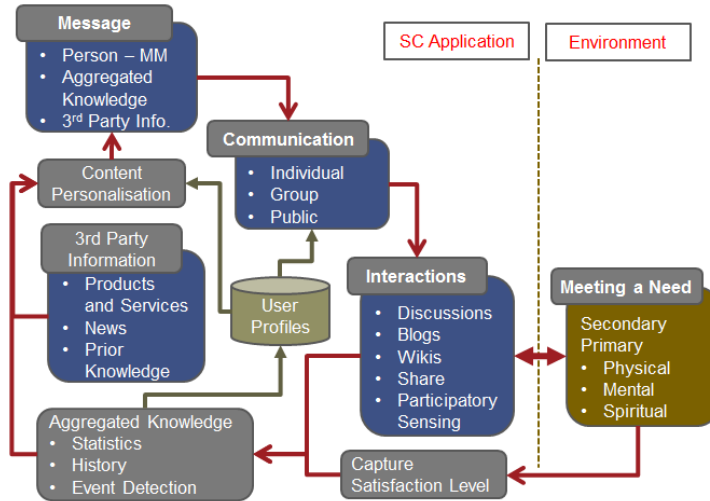 Message
• Person – MM
• Aggregated
Knowledge
• 3rd Party Info.
SC Application
Environment
Communication
• Individual
• Group
• Public
Content
Personalisation
3rd Party
Information
• Products
and Services
• News
• Prior
Knowledge
User
Profiles
Interactions
• Discussions
• Blogs
• Wikis
• Share
• Participatory
Sensing
Meeting a Need
Secondary
Primary
• Physical
• Mental
• Spiritual
Aggregated Knowledge
• Statistics
• History
• Event Detection
Capture
Satisfaction Level